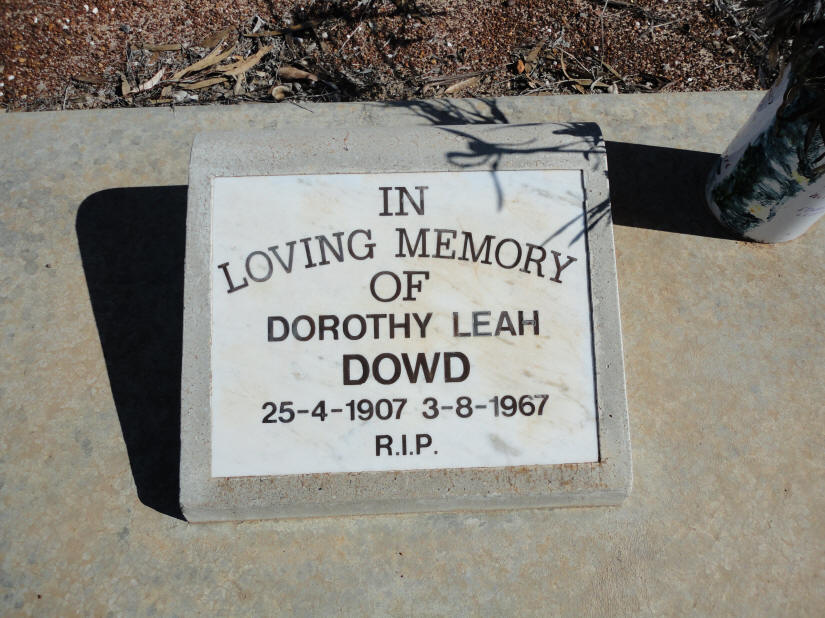 IN
LOVING MEMORY
OF
DOROTHY LEAH
DOWD
25-4-1907 3-8-1967
R.I.P.